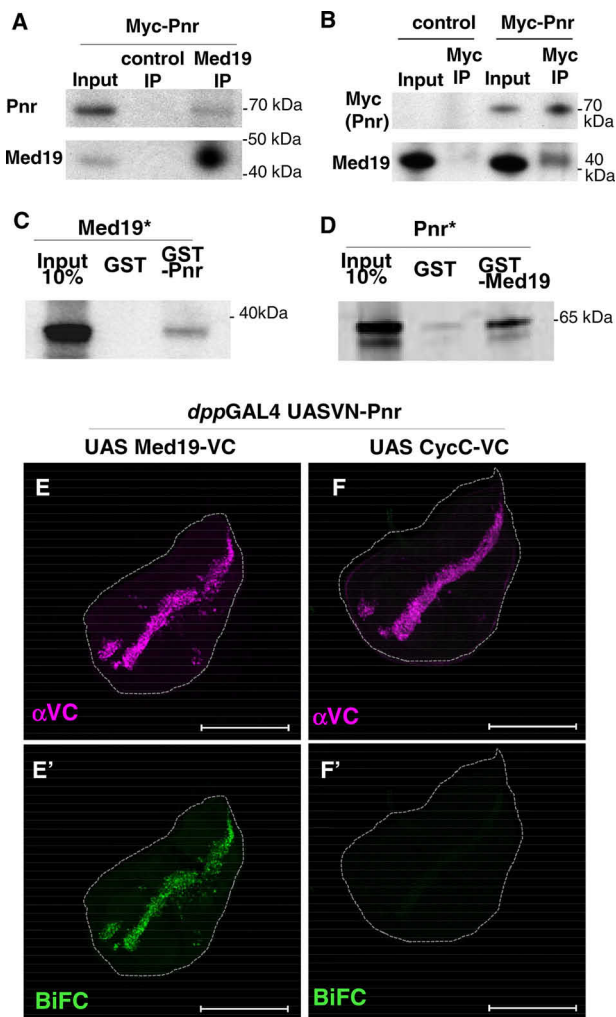 A
Myc-Pnr
control Med19
Input IP IP
Pnr
-70 kDa
-50 kDa
Med19
-40 kDa
B
control Myc-Pnr
Myc Myc
Input IP Input IP
Myc
(Pnr)
-70
kDa
Med19
-40
kDa
C
Med19*
Input
10%
GST
GST
-Pnr
-40kDa
D
Pnr*
Input
10%
GST
GST
-Med19
-65 kDa
dppGAL4 UASVN-Pnr
UAS Med19-VC
UAS CycC-VC
E
αVC
F
αVC
E'
BiFC
F'
BiFC